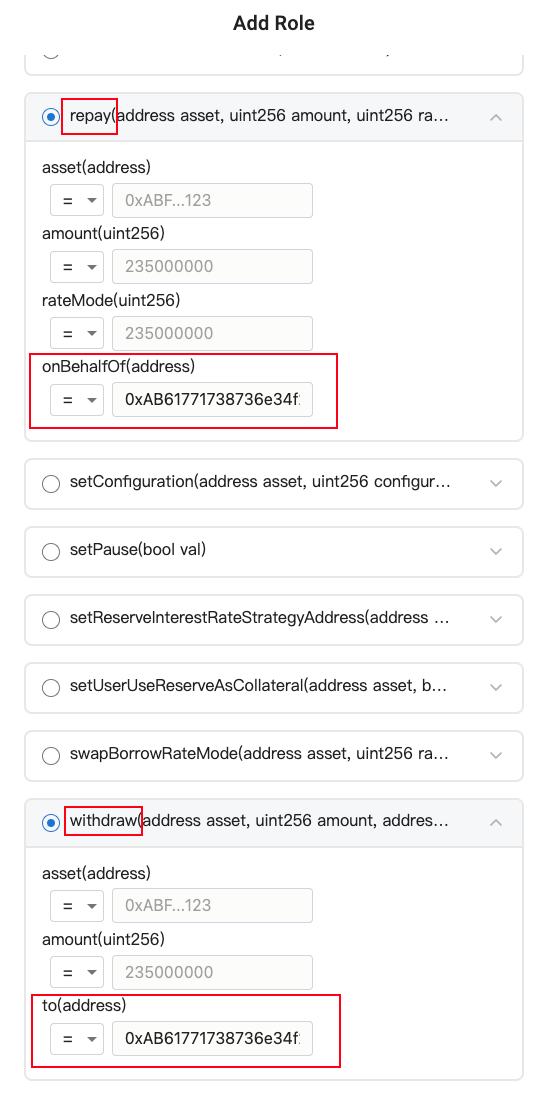 Add Role
repay(address asset, uint256 amount, uint256 ra...
asset(address)
= 0xABF...123
amount(uint256)
= 235000000
rateMode(uint256)
= 235000000
onBehalfOf(address)
= 0xAB61771738736e34f
setConfiguration(address asset, uint256 configur...
setPause(bool val)
setReserveInterestRateStrategyAddress(address ...
setUserUseReserveAsCollateral(address asset, b...
swapBorrowRateMode(address asset, uint256 ra...
withdraw(address asset, uint256 amount, addres...
asset(address)
= 0xABF...123
amount(uint256)
= 235000000
to(address)
= 0xAB61771738736e34f